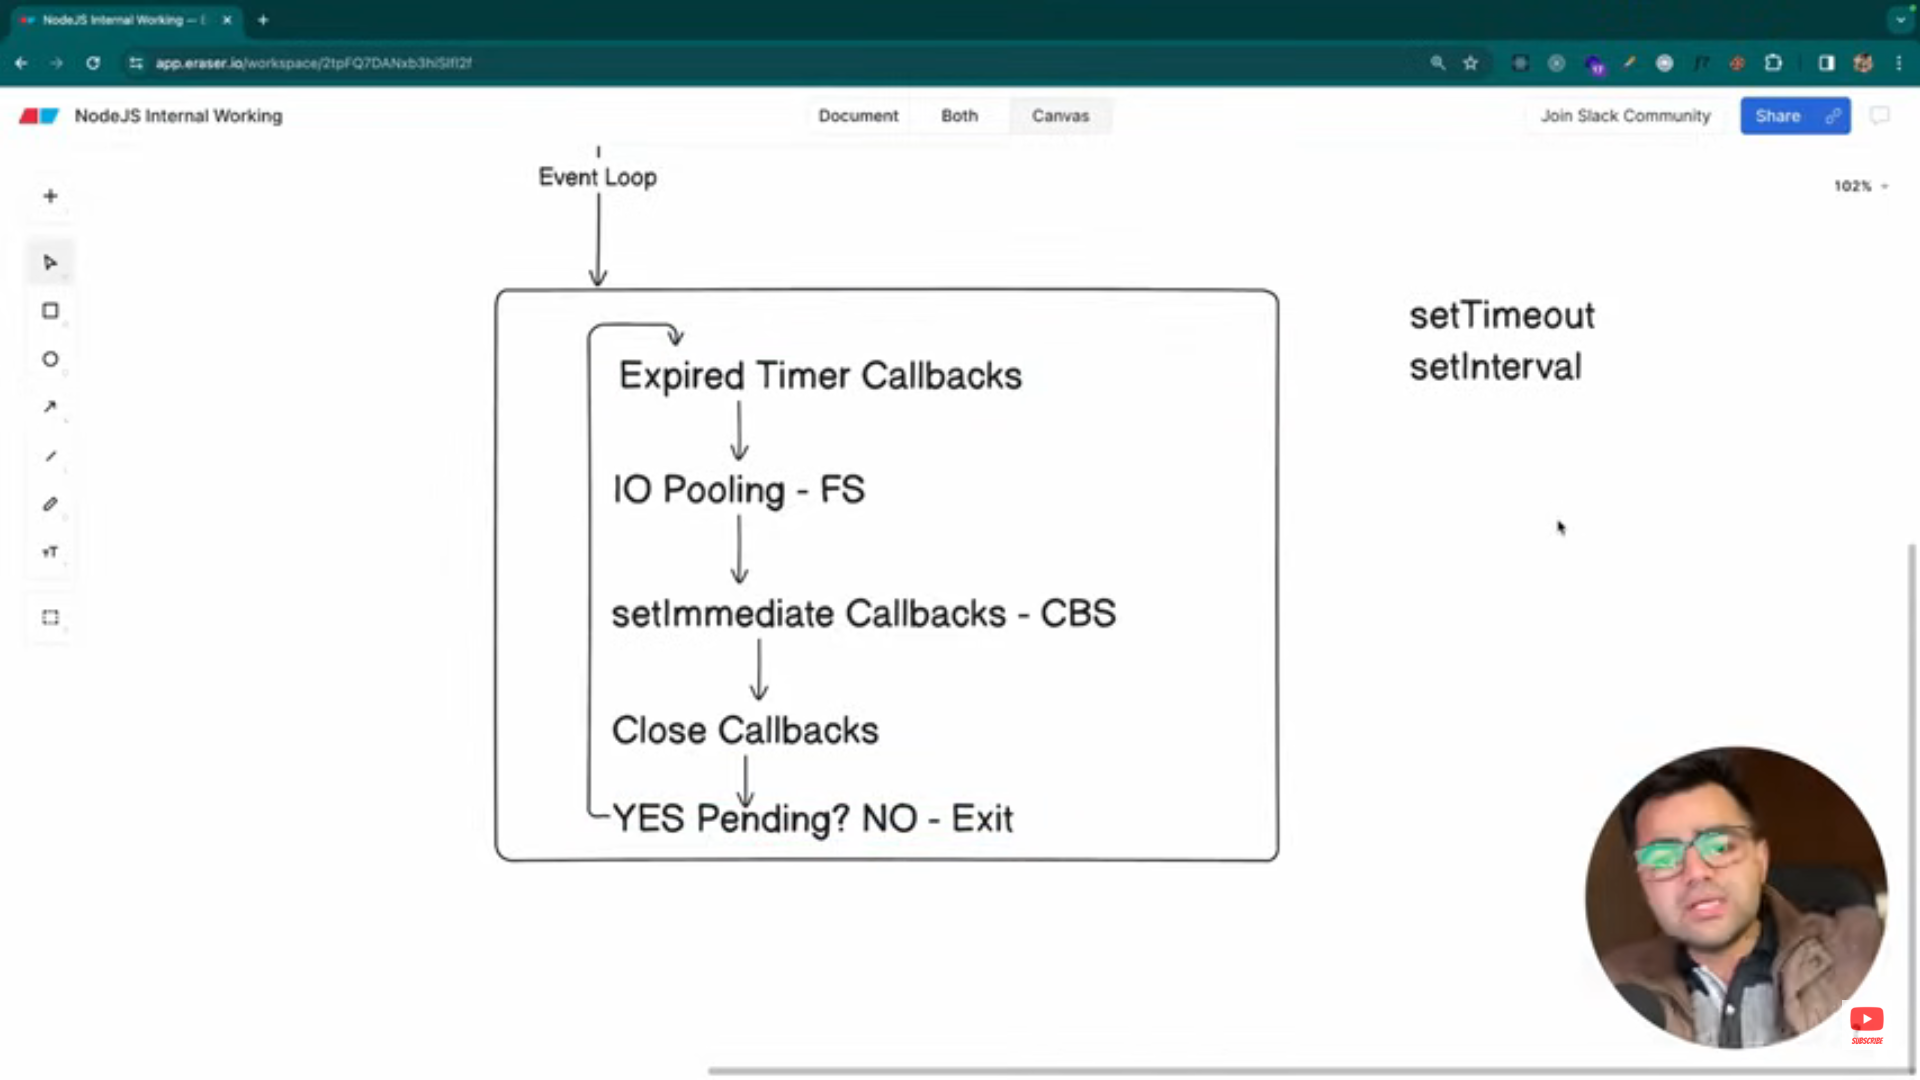 NodeJS Internal Working — E
app.eraser.io/workspace/2tpFQ7DANxb3hiSlfl2f
NodeJS Internal Working
Document
Both
Canvas
Join Slack Community
Share
102%
Event Loop
setTimeout
setInterval
Expired Timer Callbacks
IO Pooling - FS
setImmediate Callbacks - CBS
Close Callbacks
YES Pending? NO - Exit
SUBSCRIBE